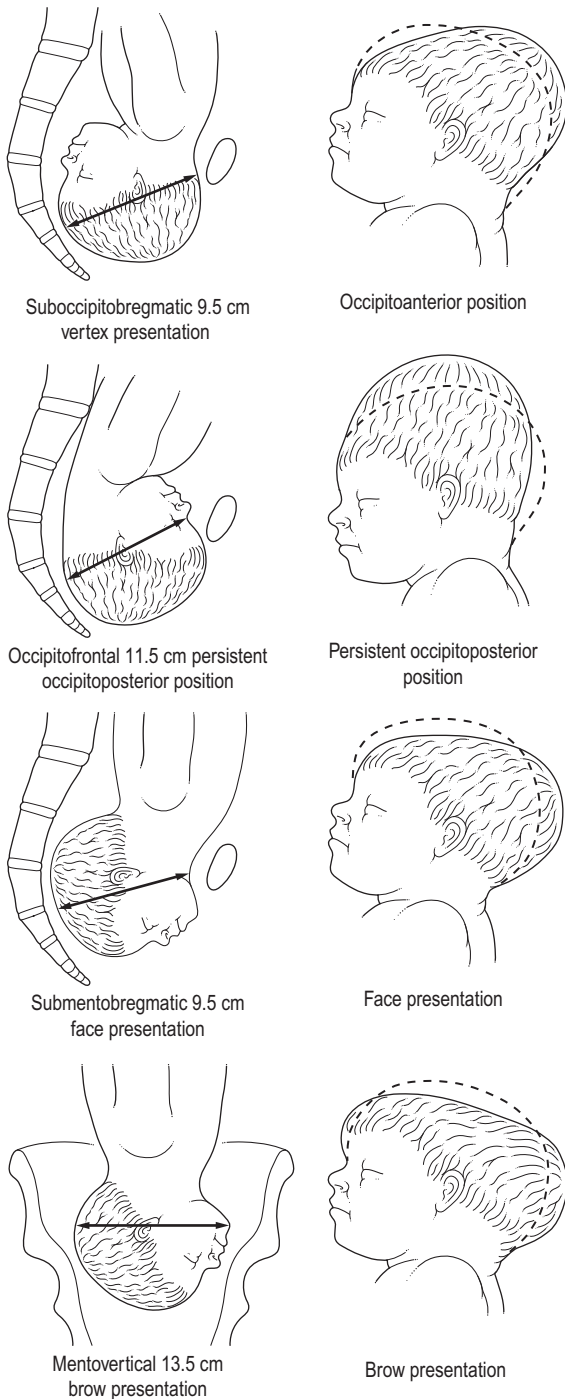 Suboccipitobregmatic 9.5 cm
vertex presentation
Occipitoanterior position
Occipitofrontal 11.5 cm persistent
occipitoposterior position
Persistent occipitoposterior
position
Submentobregmatic 9.5 cm
face presentation
Face presentation
Mentovertical 13.5 cm
brow presentation
Brow presentation